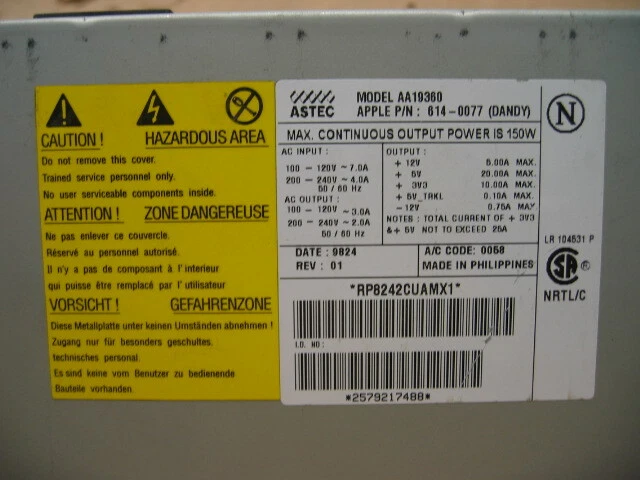 CAUTION ! HAZARDOUS AREA
Do not remove this cover.
Trained service personnel only.
No user serviceable components inside.
ATTENTION ! ZONE DANGEREUSE
Ne pas enlever ce couvercle.
Réservé au personnel autorisé.
Il n'y a pas de composant à l'interieur
qui puisse être remplacé par l'utilisateur
VORSICHT ! GEFAHRENZONE
Diese Metallplatte unter keinen Umständen abnehmen !
Zugang nur für besonders geschultes.
technisches personal.
Es sind keine vom Benutzer zu bedienende
Bauteile vorhanden.
ASTEC
MODEL AA19360
APPLE P/N : 614-0077 (DANDY)
MAX. CONTINUOUS OUTPUT POWER IS 150W
AC INPUT :
100 - 120V ~ 7.0A
200 - 240V ~ 4.0A
50 / 60 Hz
AC OUTPUT :
100 - 120V ~ 3.0A
200 - 240V ~ 2.0A
50 / 60 Hz
OUTPUT :
+ 12V 5.00A MAX.
+ 5V 20.00A MAX.
+ 3V3 10.00A MAX.
+ 5V_TRKL 0.10A MAX.
- 12V 0.75A MAX.
NOTES : TOTAL CURRENT OF + 3V3
& + 5V NOT TO EXCEED 25A
DATE : 9824
REV : 01
A/C CODE: 0058
MADE IN PHILIPPINES
*RP8242CUAMX1*
I.D. NO :
*2579217488*
N
LR 104531 P
SA ®
NRTL/C